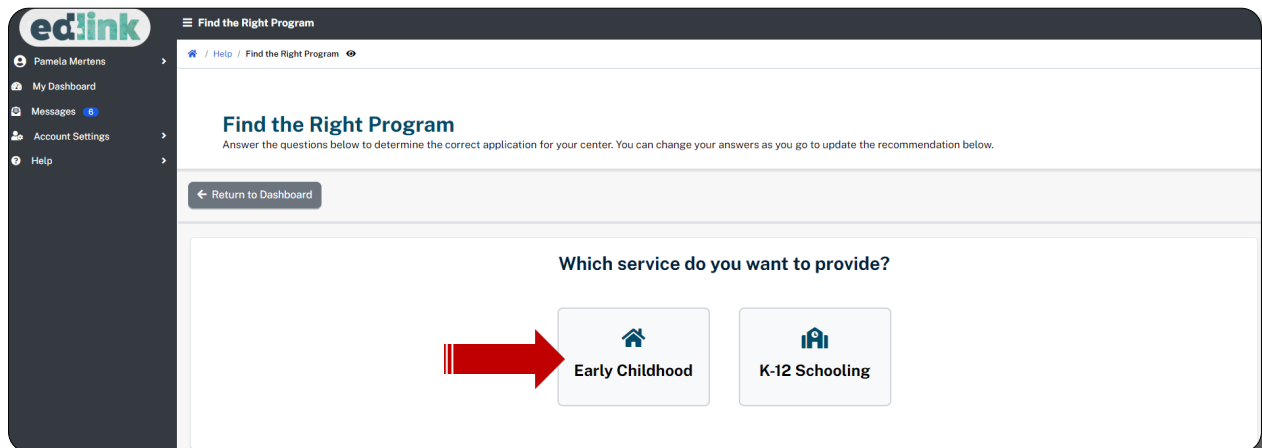 edlink
Pamela Mertens
My Dashboard
Messages 6
Account Settings
Help
Find the Right Program
/ Help / Find the Right Program
Find the Right Program
Answer the questions below to determine the correct application for your center. You can change your answers as you go to update the recommendation below.
Return to Dashboard
Which service do you want to provide?
Early Childhood
K-12 Schooling